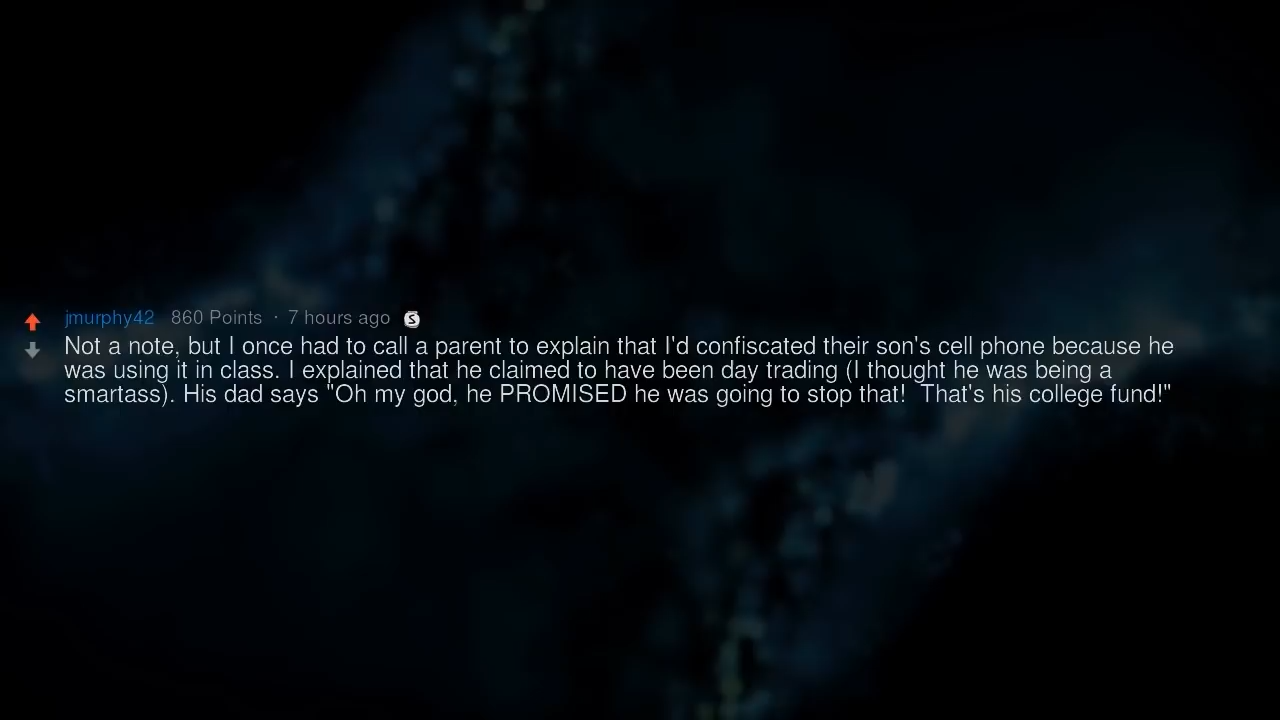 jmurphy42 860 Points · 7 hours ago S
Not a note, but I once had to call a parent to explain that I'd confiscated their son's cell phone because he
was using it in class. I explained that he claimed to have been day trading (I thought he was being a
smartass). His dad says "Oh my god, he PROMISED he was going to stop that!  That's his college fund!"